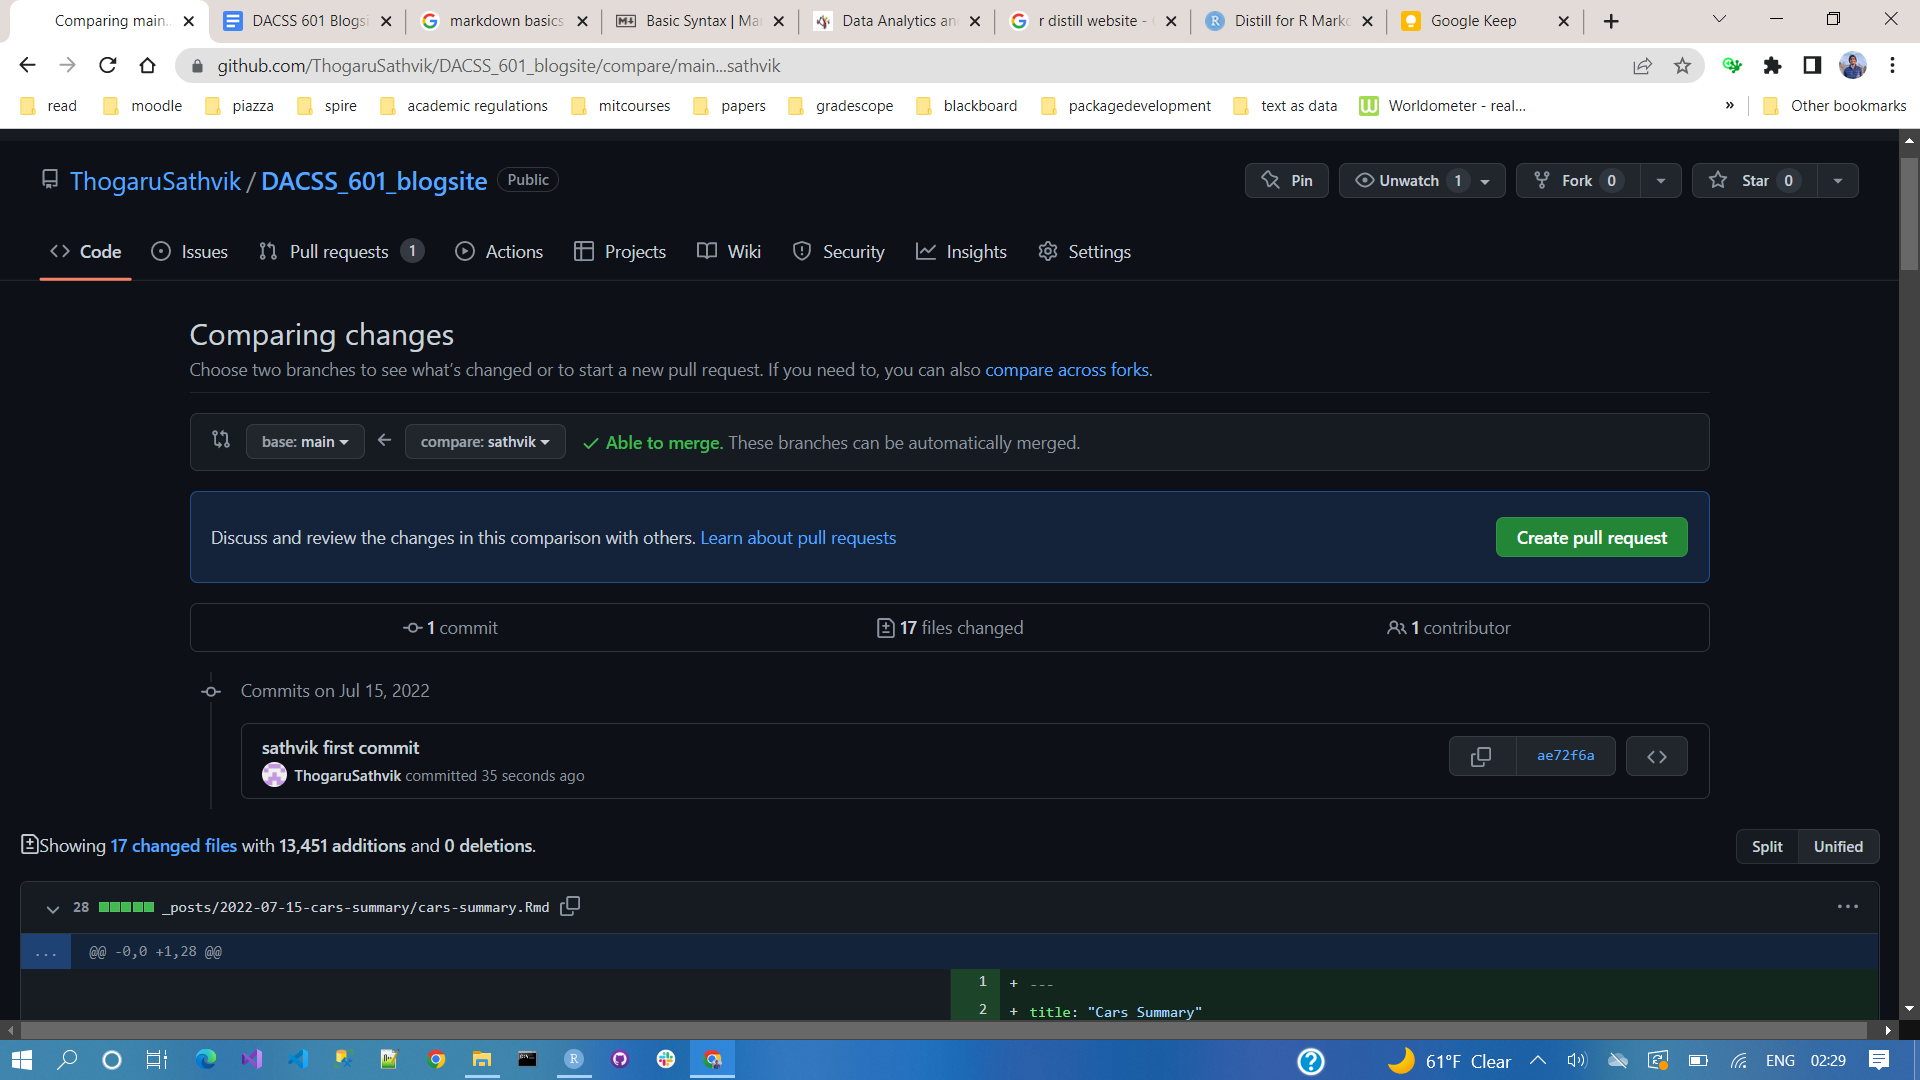 Comparing main...
DACSS 601 Blogsi
markdown basics
Basic Syntax | Ma
Data Analytics an
r distill website -
Distill for R Markd
Google Keep
github.com/ThogaruSathvik/DACSS_601_blogsite/compare/main...sathvik
read
moodle
piazza
spire
academic regulations
mitcourses
papers
gradescope
blackboard
packagedevelopment
text as data
Worldometer - real...
»
Other bookmarks
ThogaruSathvik / DACSS_601_blogsite Public
Pin
Unwatch 1
Fork 0
Star 0
Code
Issues
Pull requests 1
Actions
Projects
Wiki
Security
Insights
Settings
Comparing changes
Choose two branches to see what's changed or to start a new pull request. If you need to, you can also compare across forks.
base: main
compare: sathvik
Able to merge. These branches can be automatically merged.
Discuss and review the changes in this comparison with others. Learn about pull requests
Create pull request
1 commit
17 files changed
1 contributor
Commits on Jul 15, 2022
sathvik first commit
ThogaruSathvik committed 35 seconds ago
ae72f6a
Showing 17 changed files with 13,451 additions and 0 deletions.
Split
Unified
28 _posts/2022-07-15-cars-summary/cars-summary.Rmd
...
@@ -0,0 +1,28 @@
1 + ---
2 + title: "Cars Summary"
61°F Clear
ENG
02:29